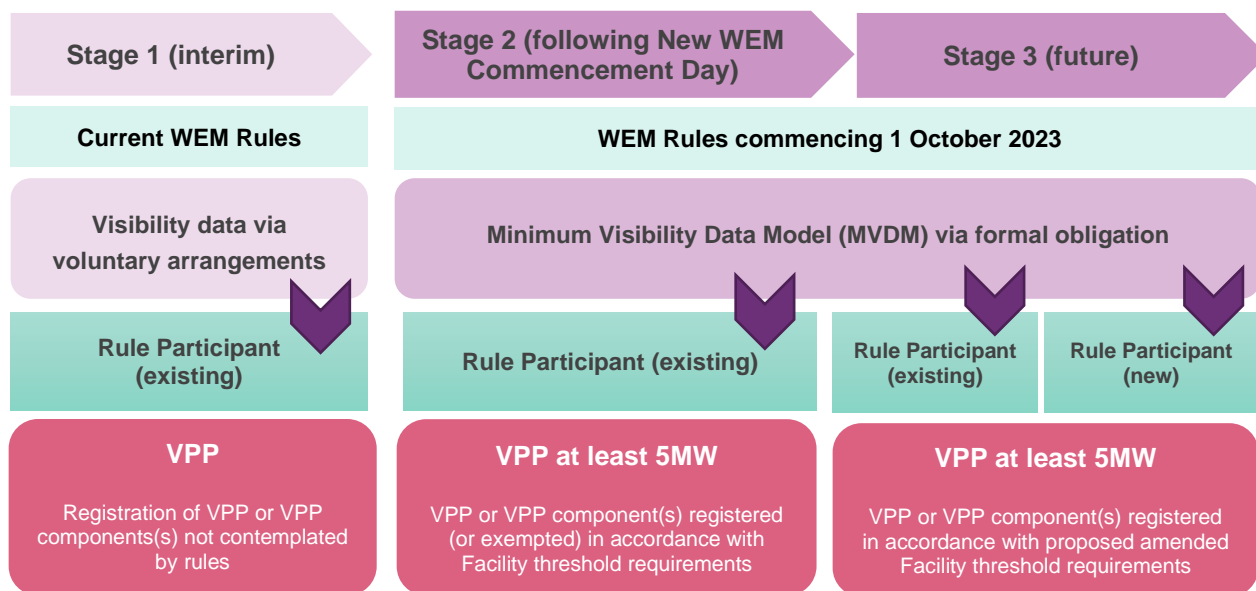 Stage 1 (interim)
Stage 2 (following New WEM
Commencement Day)
Stage 3 (future)
Current WEM Rules
WEM Rules commencing 1 October 2023
Visibility data via
voluntary arrangements
Minimum Visibility Data Model (MVDM) via formal obligation
Rule Participant
(existing)
Rule Participant (existing)
Rule Participant
(existing)
Rule Participant
(new)
VPP
Registration of VPP or VPP
components(s) not contemplated
by rules
VPP at least 5MW
VPP or VPP component(s) registered
(or exempted) in accordance with
Facility threshold requirements
VPP at least 5MW
VPP or VPP component(s) registered
in accordance with proposed amended
Facility threshold requirements